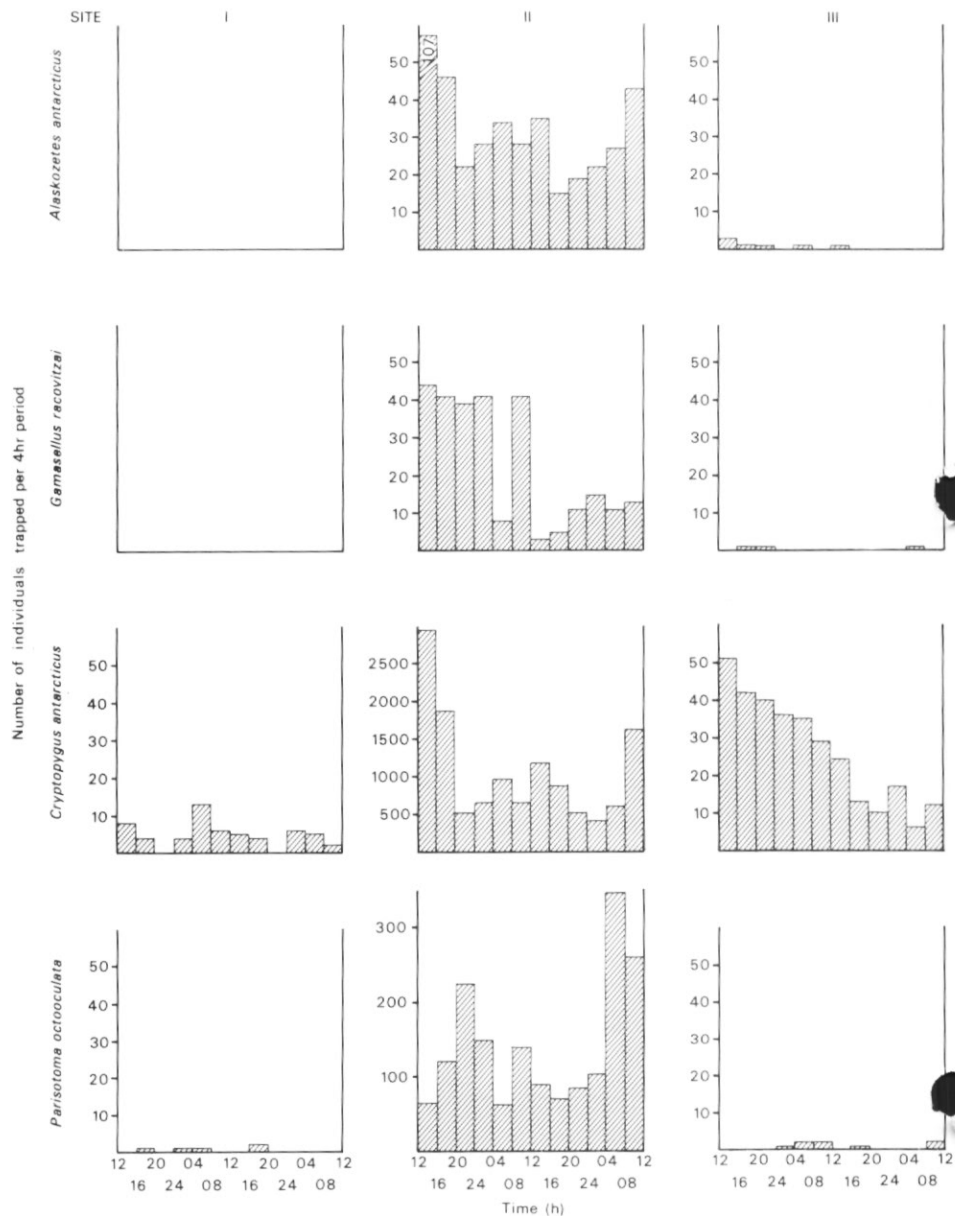 SITE I II III
Number of individuals trapped per 4hr period
Alaskozetes antarcticus
107
50 50
40 40
30 30
20 20
10 10
Gamasellus racovitzai
50 50
40 40
30 30
20 20
10 10
Cryptopygus antarcticus
50 2500 50
40 2000 40
30 1500 30
20 1000 20
10 500 10
Parisotoma octooculata
50 300 50
40 200 40
30 100 30
20 20
10 10
12 20 04 12 20 04 12 12 20 04 12 20 04 12 12 20 04 12 20 04 12
16 24 08 16 24 08 16 24 08 16 24 08 16 24 08 16 24 08
Time (h)